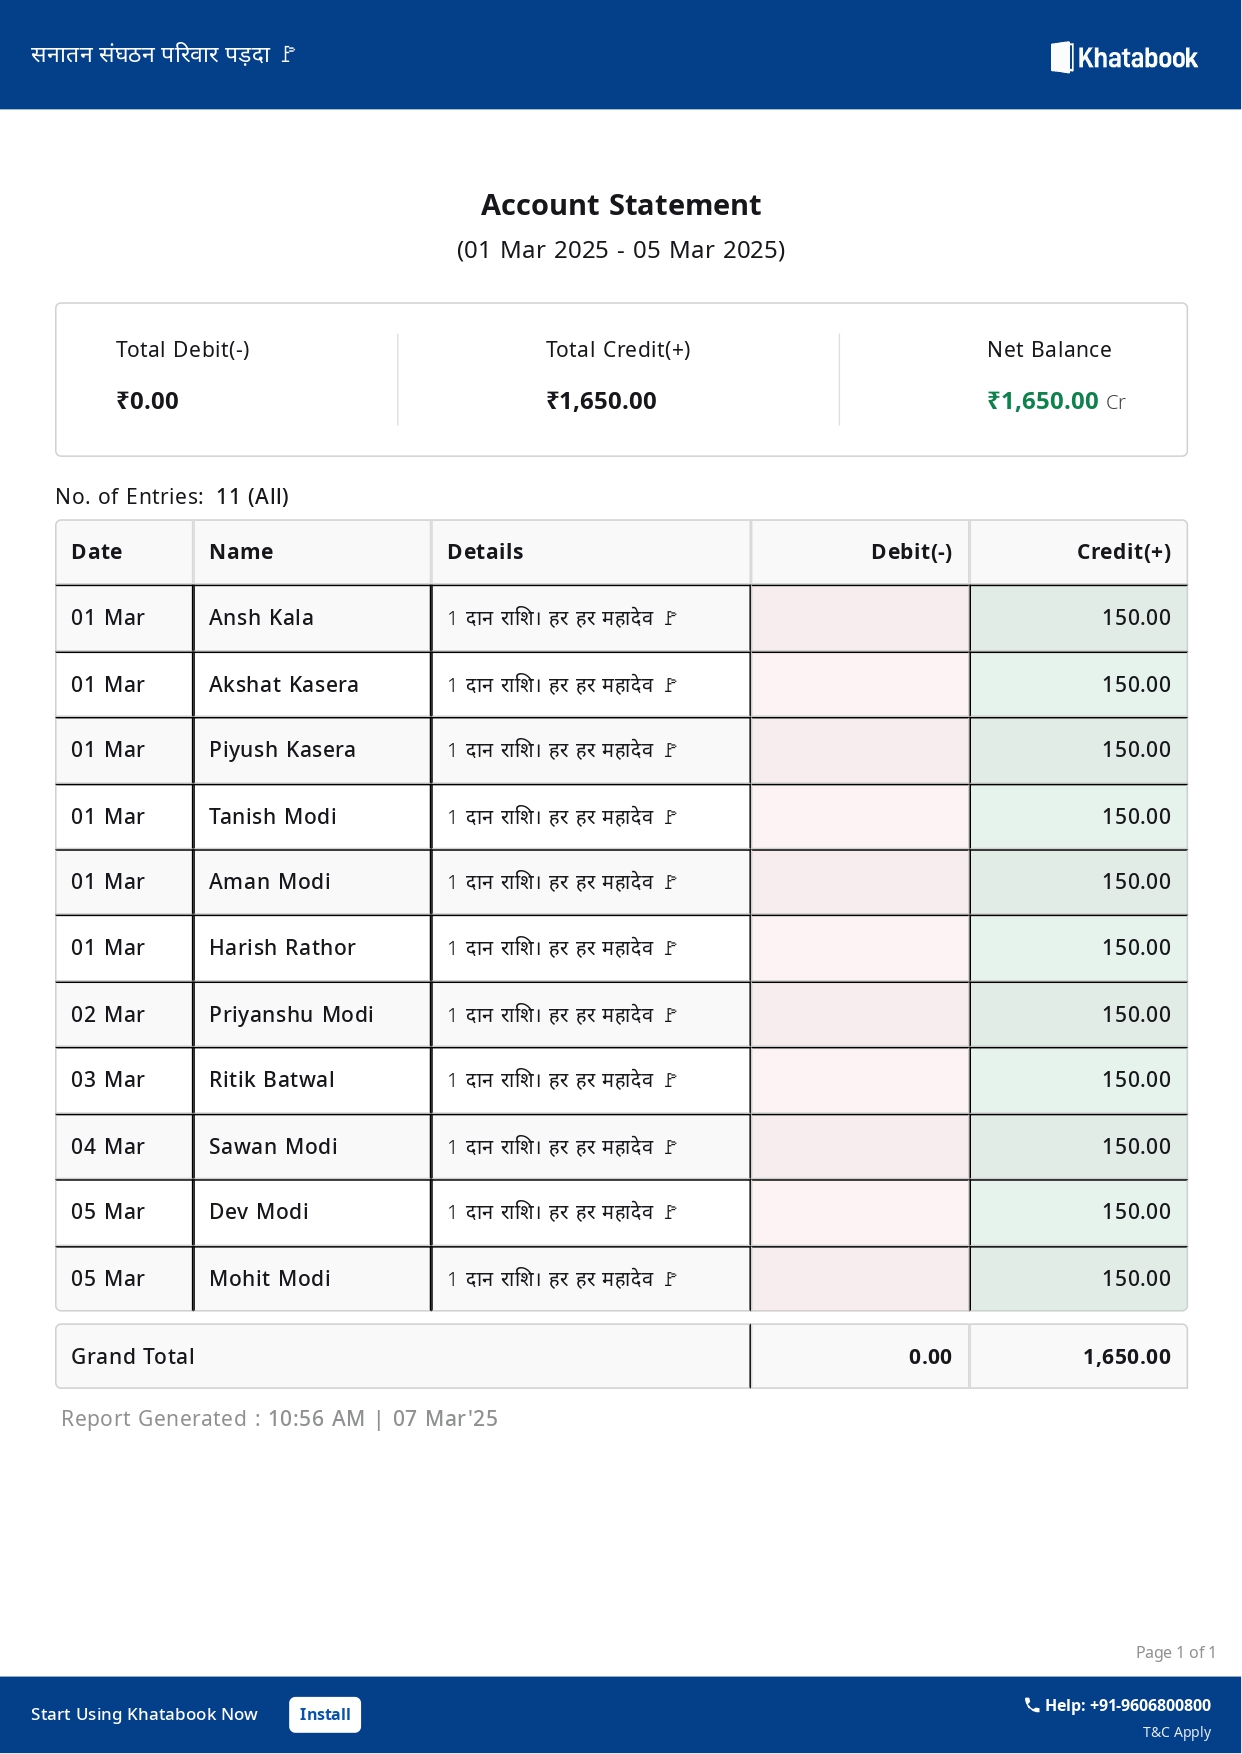 सनातन संघठन परिवार पड़दा 🚩
Khatabook
Account Statement
(01 Mar 2025 - 05 Mar 2025)
Total Debit(-) Total Credit(+) Net Balance
₹0.00 ₹1,650.00 ₹1,650.00 Cr
No. of Entries: 11 (All)
Date Name Details Debit(-) Credit(+)
01 Mar Ansh Kala 1 दान राशि। हर हर महादेव 🚩 150.00
01 Mar Akshat Kasera 1 दान राशि। हर हर महादेव 🚩 150.00
01 Mar Piyush Kasera 1 दान राशि। हर हर महादेव 🚩 150.00
01 Mar Tanish Modi 1 दान राशि। हर हर महादेव 🚩 150.00
01 Mar Aman Modi 1 दान राशि। हर हर महादेव 🚩 150.00
01 Mar Harish Rathor 1 दान राशि। हर हर महादेव 🚩 150.00
02 Mar Priyanshu Modi 1 दान राशि। हर हर महादेव 🚩 150.00
03 Mar Ritik Batwal 1 दान राशि। हर हर महादेव 🚩 150.00
04 Mar Sawan Modi 1 दान राशि। हर हर महादेव 🚩 150.00
05 Mar Dev Modi 1 दान राशि। हर हर महादेव 🚩 150.00
05 Mar Mohit Modi 1 दान राशि। हर हर महादेव 🚩 150.00
Grand Total 0.00 1,650.00
Report Generated : 10:56 AM | 07 Mar'25
Page 1 of 1
Start Using Khatabook Now Install
Help: +91-9606800800
T&C Apply